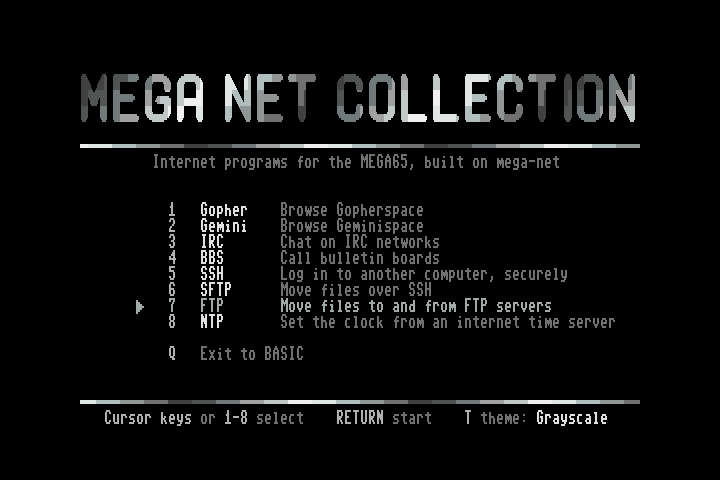 MEGA NET COLLECTION
Internet programs for the MEGA65, built on mega-net
1 Gopher Browse Gopherspace
2 Gemini Browse Geminispace
3 IRC Chat on IRC networks
4 BBS Call bulletin boards
5 SSH Log in to another computer, securely
6 SFTP Move files over SSH
7 FTP Move files to and from FTP servers
8 NTP Set the clock from an internet time server
Q Exit to BASIC
Cursor keys or 1-8 select RETURN start T theme: Grayscale